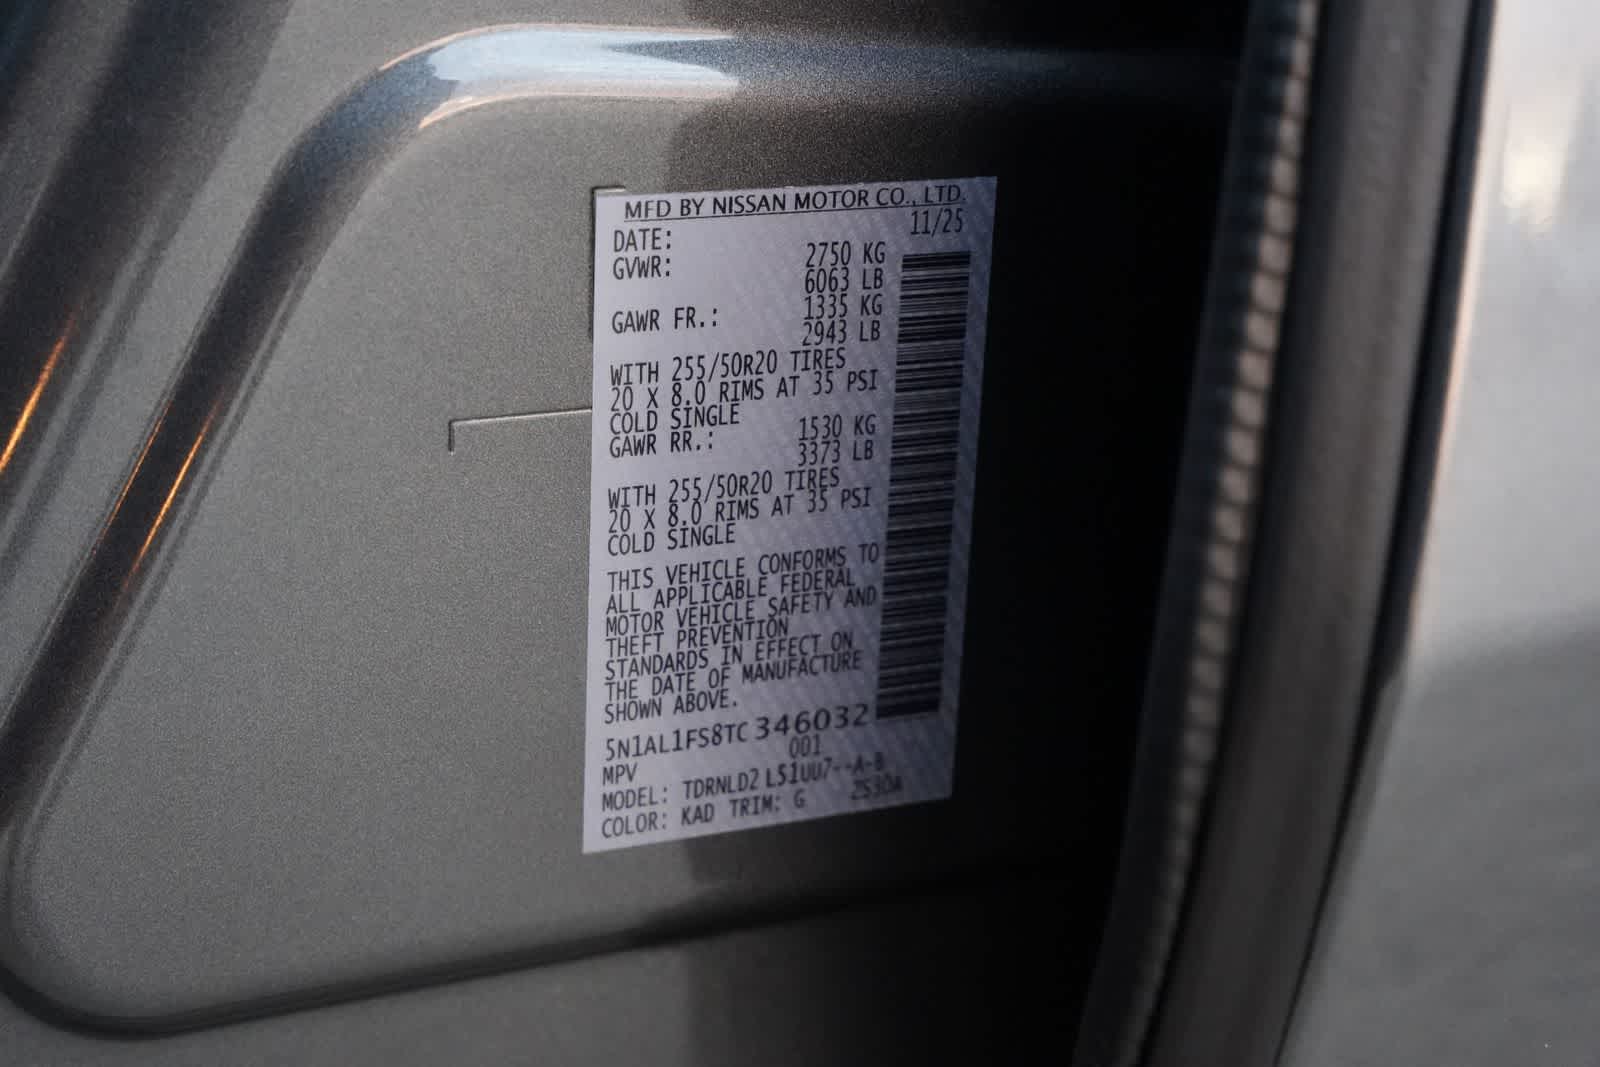 MFD BY NISSAN MOTOR CO., LTD.
DATE: 11/25
GVWR: 2750 KG
6063 LB
GAWR FR.: 1335 KG
2943 LB
WITH 255/50R20 TIRES
20 X 8.0 RIMS AT 35 PSI
COLD SINGLE
GAWR RR.: 1530 KG
3373 LB
WITH 255/50R20 TIRES
20 X 8.0 RIMS AT 35 PSI
COLD SINGLE
THIS VEHICLE CONFORMS TO
ALL APPLICABLE FEDERAL
MOTOR VEHICLE SAFETY AND
THEFT PREVENTION
STANDARDS IN EFFECT ON
THE DATE OF MANUFACTURE
SHOWN ABOVE.
5N1AL1FS8TC346032
MPV 001
MODEL: TDRNLD2 L51UU7--A-B
COLOR: KAD TRIM: G ZS30A